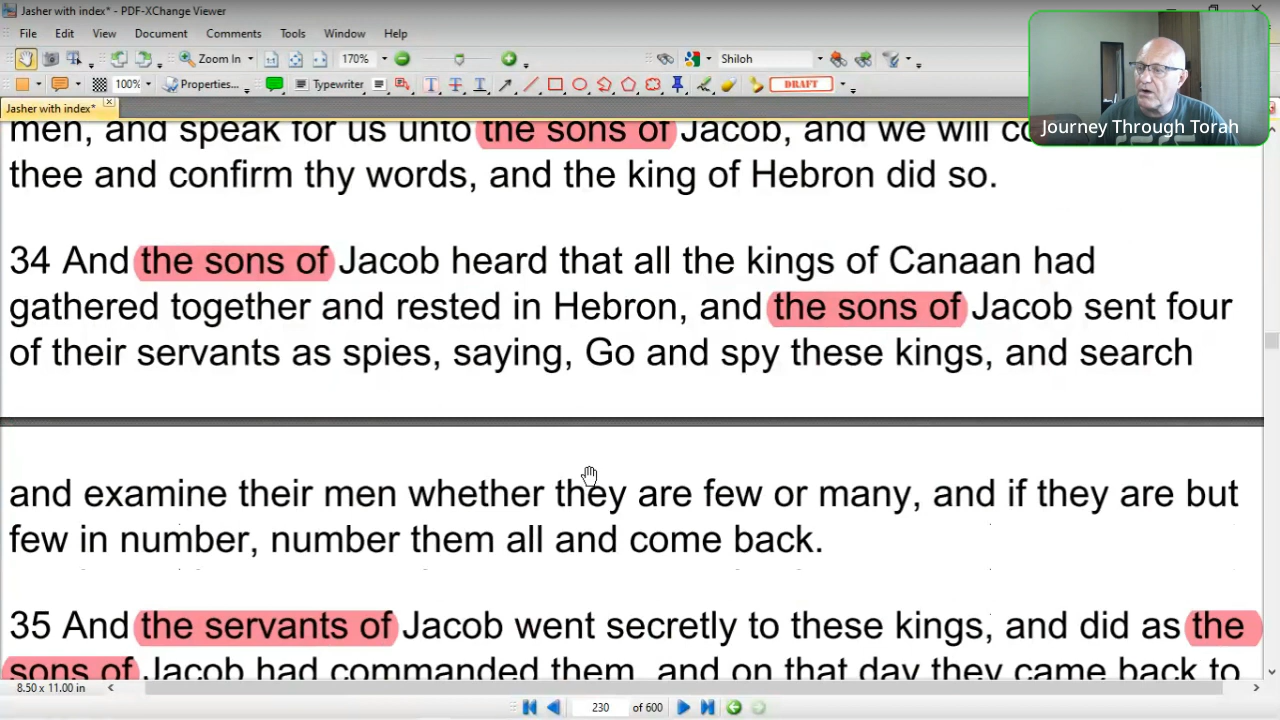 Jasher with index* - PDF-XChange Viewer
File Edit View Document Comments Tools Window Help
Zoom In 170% Shiloh
100% Properties... Typewriter DRAFT
Jasher with index*
Journey Through Torah
men, and speak for us unto the sons of Jacob, and we will
thee and confirm thy words, and the king of Hebron did so.
34 And the sons of Jacob heard that all the kings of Canaan had
gathered together and rested in Hebron, and the sons of Jacob sent four
of their servants as spies, saying, Go and spy these kings, and search
and examine their men whether they are few or many, and if they are but
few in number, number them all and come back.
35 And the servants of Jacob went secretly to these kings, and did as the
sons of Jacob had commanded them, and on that day they came back to
8.50 x 11.00 in
230 of 600